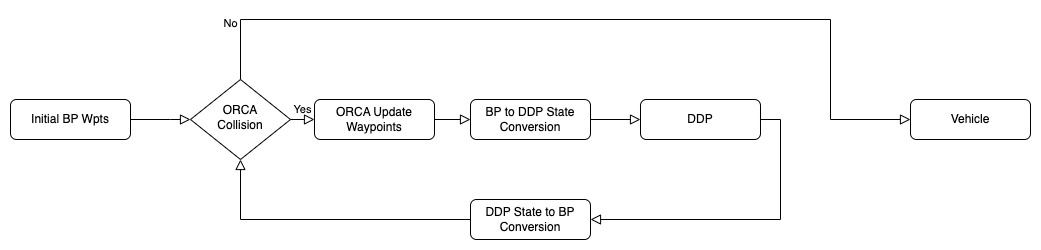 No
Initial BP Wpts
ORCA
Collision
Yes
ORCA Update
Waypoints
BP to DDP State
Conversion
DDP
Vehicle
DDP State to BP
Conversion